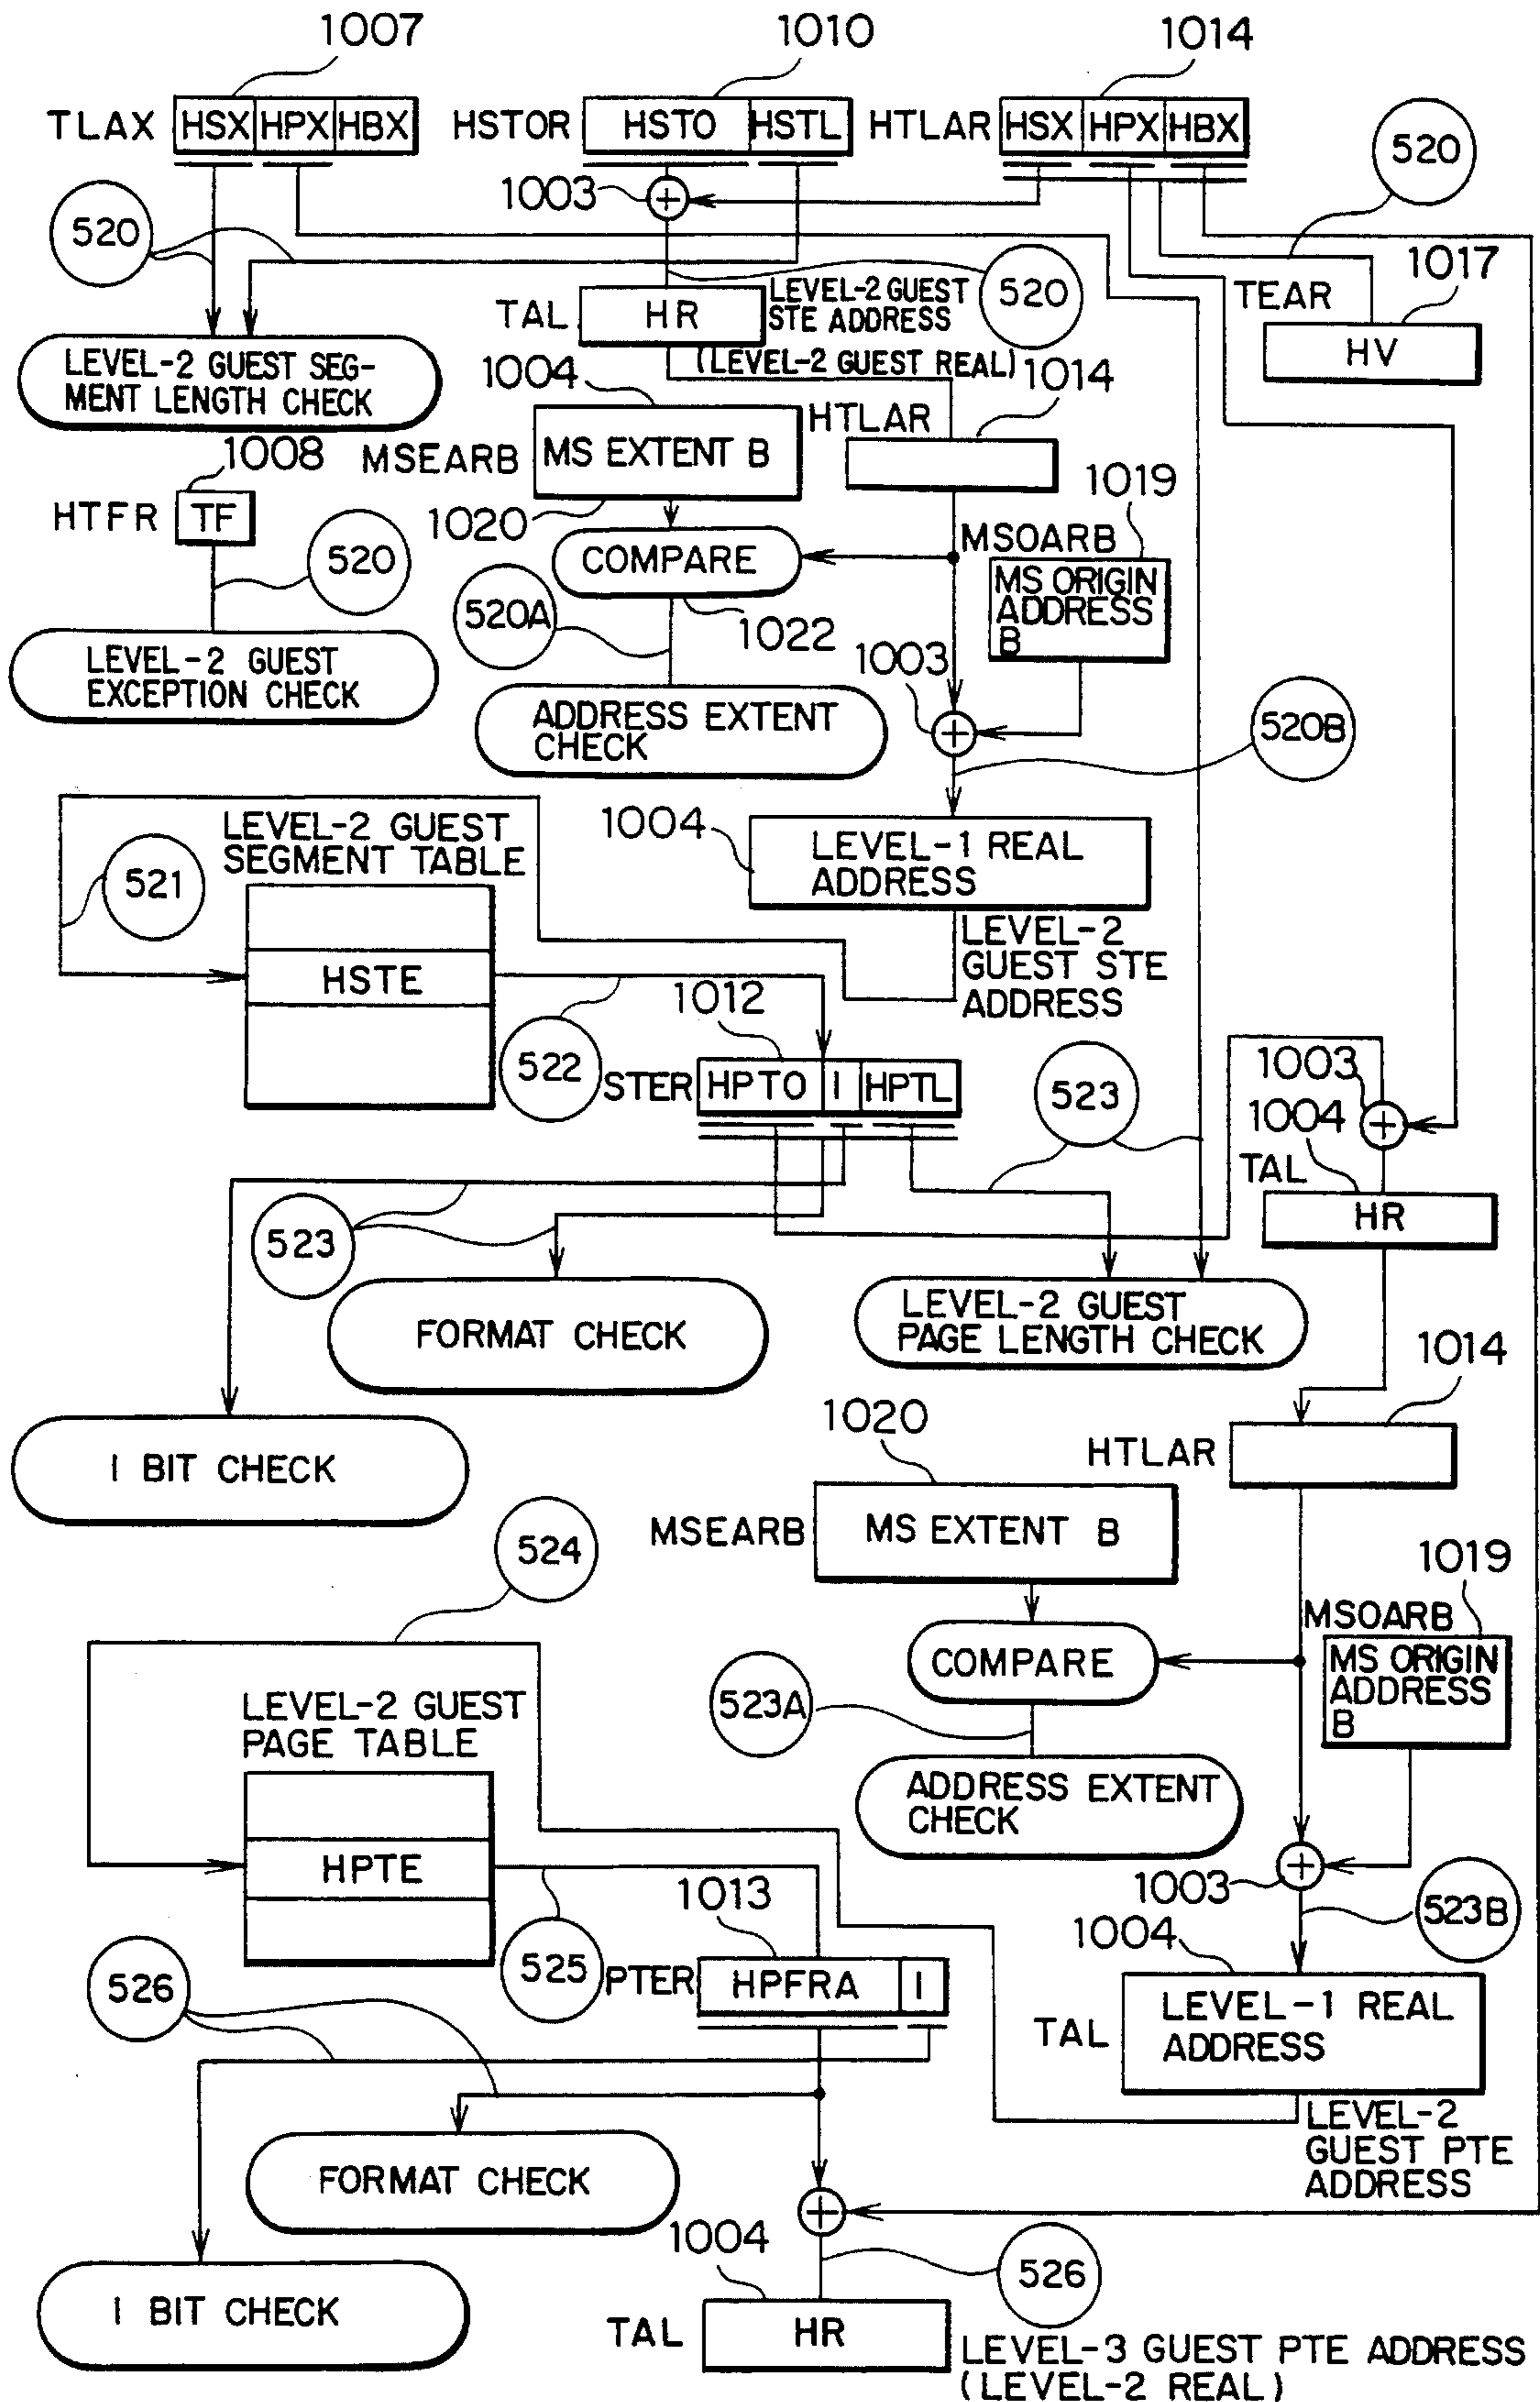 1007
1010
1014
TLAX HSX HPX HBX
HSTOR HSTO HSTL
HTLAR HSX HPX HBX
520
1003
520
520
1017
TEAR
HV
TAL HR
LEVEL-2 GUEST
STE ADDRESS
(LEVEL-2 GUEST REAL)
LEVEL-2 GUEST SEG-
MENT LENGTH CHECK
1004
1014
HTLAR
MSEARB MS EXTENT B
1008
HTFR TF
1020
1019
520
COMPARE
MSOARB
MS ORIGIN
ADDRESS
B
520A
1022
1003
LEVEL-2 GUEST
EXCEPTION CHECK
ADDRESS EXTENT
CHECK
520B
1004
LEVEL-1 REAL
ADDRESS
LEVEL-2 GUEST
SEGMENT TABLE
521
LEVEL-2
GUEST STE
ADDRESS
HSTE
1012
522
STER HPTO I HPTL
523
1003
1004
TAL
HR
523
FORMAT CHECK
LEVEL-2 GUEST
PAGE LENGTH CHECK
1014
I BIT CHECK
1020
HTLAR
MSEARB MS EXTENT B
524
1019
MSOARB
MS ORIGIN
ADDRESS
B
COMPARE
LEVEL-2 GUEST
PAGE TABLE
523A
ADDRESS EXTENT
CHECK
HPTE
1003
523B
1013
1004
525
PTER HPFRA I
526
TAL
LEVEL-1 REAL
ADDRESS
LEVEL-2
GUEST PTE
ADDRESS
FORMAT CHECK
1004
526
I BIT CHECK
TAL HR
LEVEL-3 GUEST PTE ADDRESS
(LEVEL-2 REAL)